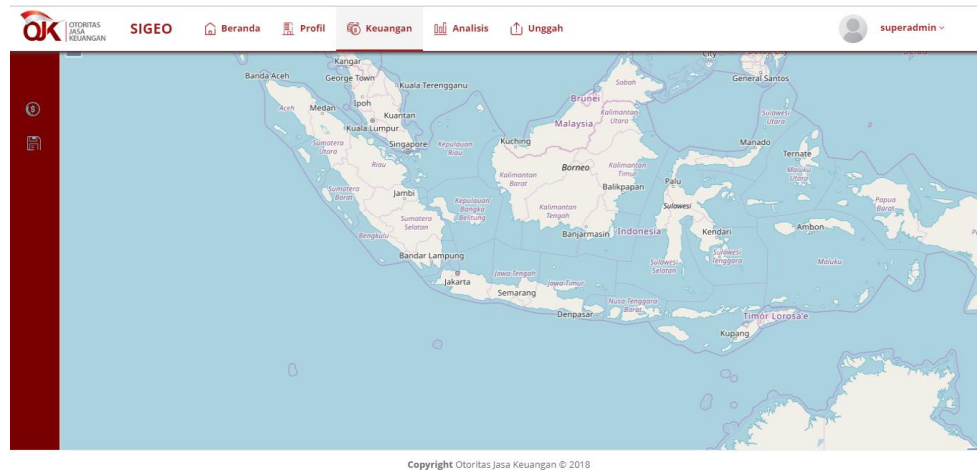 OJK OTORITAS
JASA
KEUANGAN
SIGEO
Beranda
Profil
Keuangan
Analisis
Unggah
superadmin
Kangar
Banda Aceh
George Town
Kuala Terengganu
City
General Santos
Sabah
Brunei
Aceh
Medan
Ipoh
Kuantan
Kalimantan
Utara
Sulawesi
Utara
Malaysia
Kuala Lumpur
Sumatera
Utara
Singapore
Kepulauan
Riau
Kuching
Manado
Ternate
Riau
Borneo
Kalimantan
Timur
Maluku
Utara
Kalimantan
Barat
Balikpapan
Palu
Sumatera
Barat
Jambi
Kepulauan
Bangka
Belitung
Kalimantan
Tengah
Sulawesi
Papua
Barat
Sumatera
Selatan
Bengkulu
Banjarmasin
Indonesia
Kendari
Ambon
Bandar Lampung
Sulawesi
Selatan
Sulawesi
Tenggara
Maluku
Jakarta
Jawa Tengah
Jawa Timur
Semarang
Nusa Tenggara
Barat
Denpasar
Timor Lorosa'e
Kupang
Copyright Otoritas Jasa Keuangan © 2018